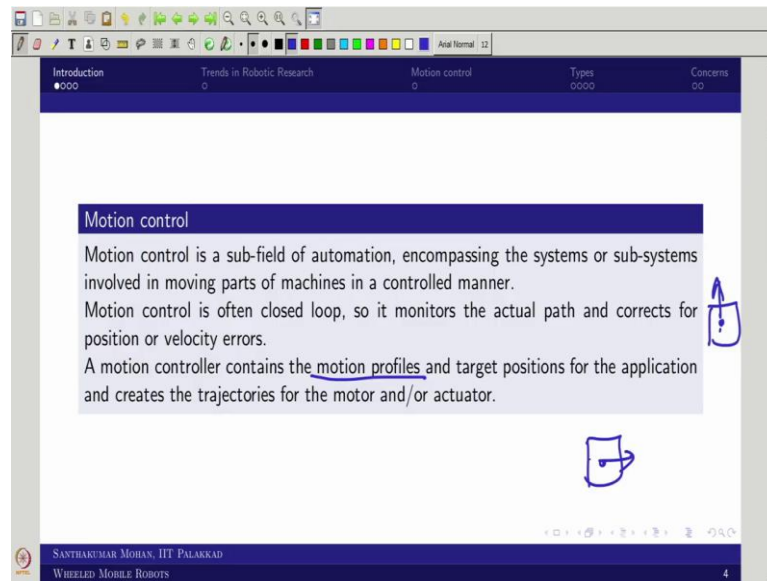 T
Arial Normal 12
Introduction Trends in Robotic Research Motion control Types Concerns
Motion control
Motion control is a sub-field of automation, encompassing the systems or sub-systems
involved in moving parts of machines in a controlled manner.
Motion control is often closed loop, so it monitors the actual path and corrects for
position or velocity errors.
A motion controller contains the motion profiles and target positions for the application
and creates the trajectories for the motor and/or actuator.
SANTHAKUMAR MOHAN, IIT PALAKKAD
WHEELED MOBILE ROBOTS 4